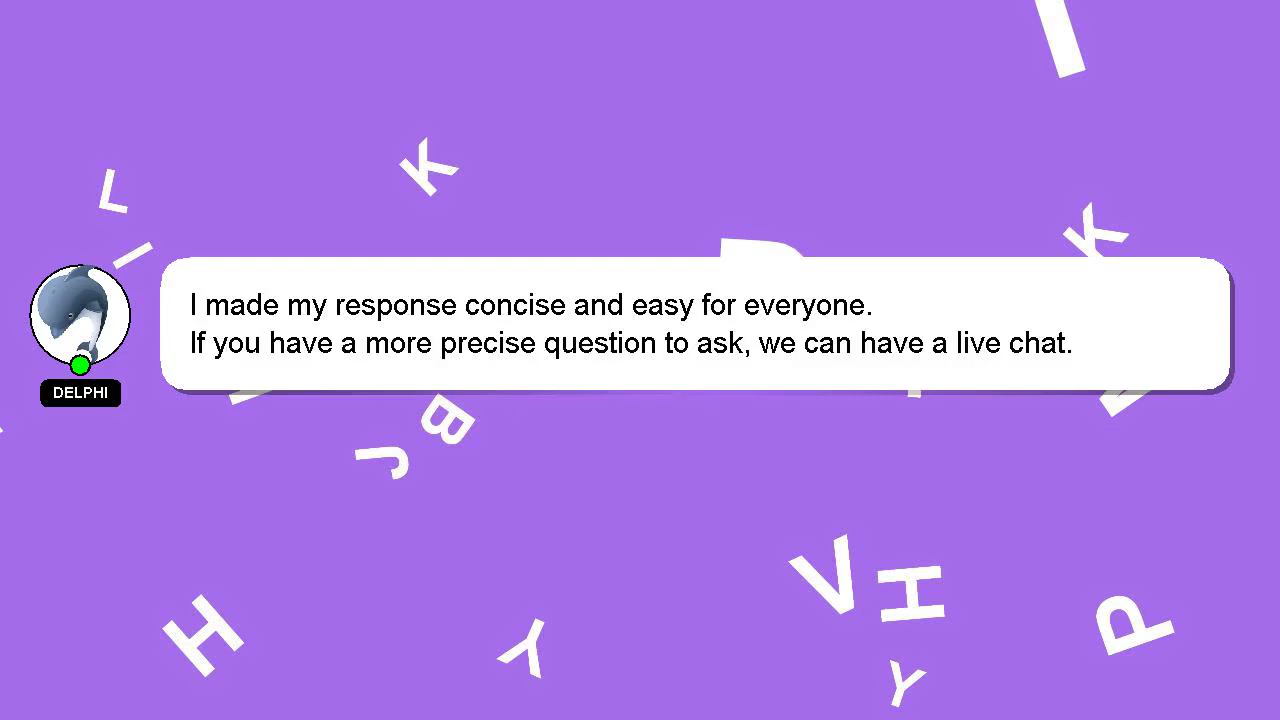 I
K
L
K
I
I made my response concise and easy for everyone.
If you have a more precise question to ask, we can have a live chat.
DELPHI
B
J
V
H
H
P
Y
Y